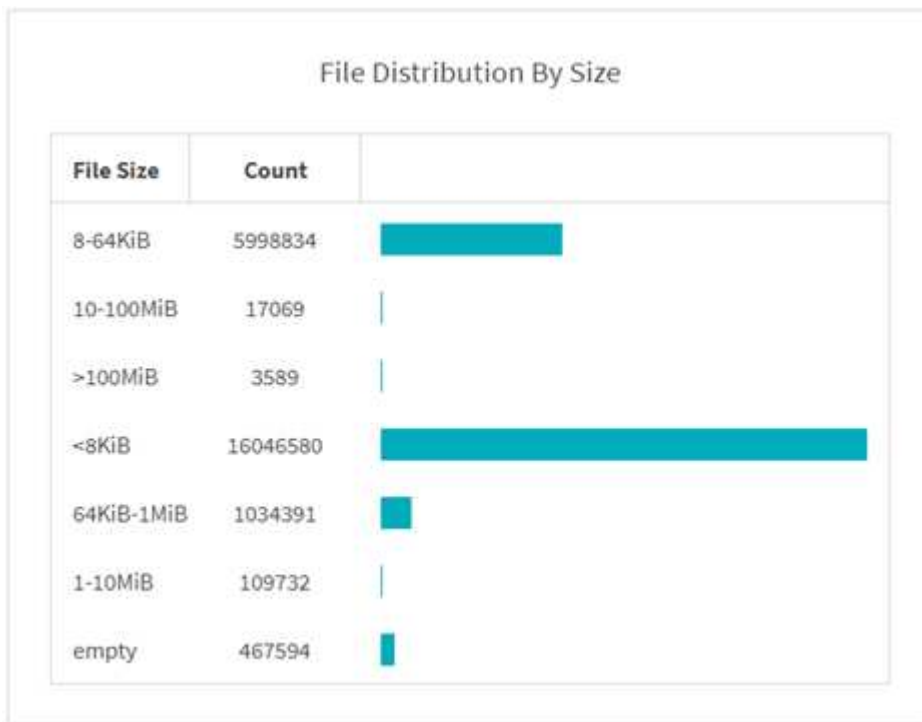 File Distribution By Size
File Size Count
8-64KiB 5998834
10-100MiB 17069
>100MiB 3589
<8KiB 16046580
64KiB-1MiB 1034391
1-10MiB 109732
empty 467594